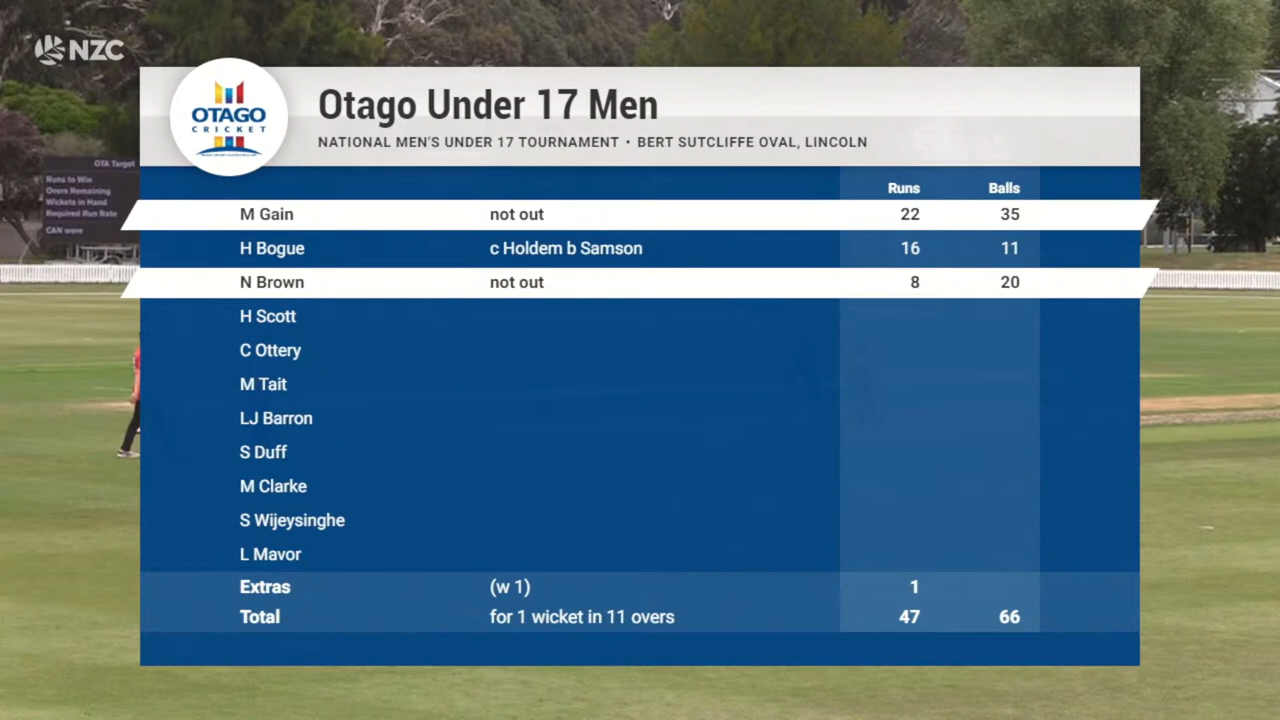 NZC
OTAGO
CRICKET
Otago Under 17 Men
NATIONAL MEN'S UNDER 17 TOURNAMENT • BERT SUTCLIFFE OVAL, LINCOLN
OTA Target
Runs to Win
Overs Remaining
Wickets in Hand
Required Run Rate
CAN were
Runs Balls
M Gain not out 22 35
H Bogue c Holdem b Samson 16 11
N Brown not out 8 20
H Scott
C Ottery
M Tait
LJ Barron
S Duff
M Clarke
S Wijeysinghe
L Mavor
Extras (w 1) 1
Total for 1 wicket in 11 overs 47 66